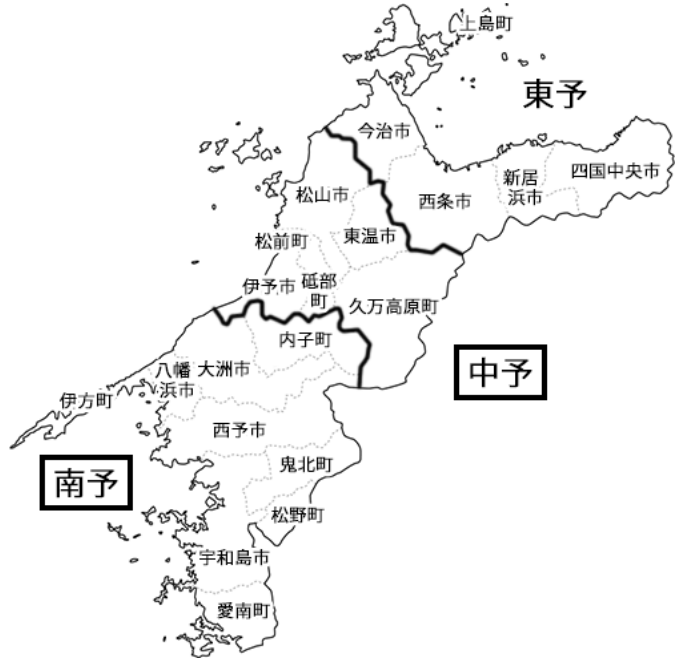 上島町
東予
今治市
四国中央市
新居
浜市
西条市
松山市
東温市
松前町
伊予市
砥部
町
久万高原町
中予
内子町
八幡
浜市
大洲市
伊方町
西予市
南予
鬼北町
松野町
宇和島市
愛南町